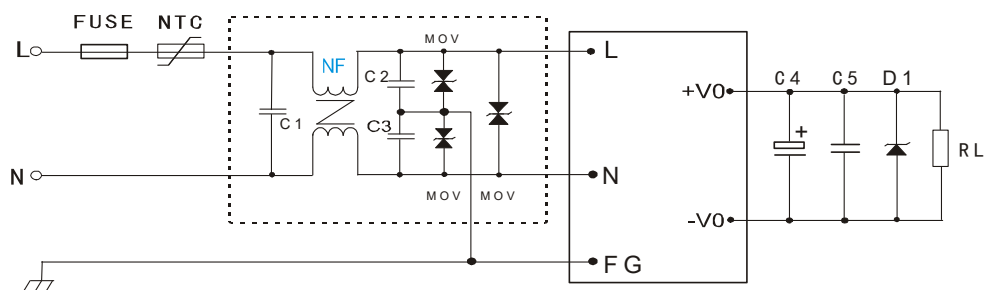 FUSE NTC
MOV
L
NF
C2
L
C4 C5 D1
+V0
C1
C3
RL
N
N
MOV MOV
-V0
FG
+